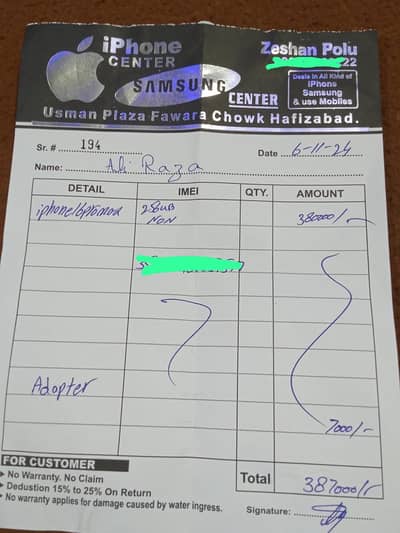 iPhone
CENTER
SAMSUNG
CENTER
Zeshan Polu
22
Deals in All Kind of
iPhone
Samsung
& use Mobiles
Usman Plaza Fawara Chowk Hafizabad.
Sr. # 194
Date 6-11-24
Name: Ali Raza
DETAIL IMEI QTY. AMOUNT
iphone16promax 256GB 380000/-
NON
Adopter
7000/-
FOR CUSTOMER
No Warranty. No Claim
Dedustion 15% to 25% On Return
No warranty applies for damage caused by water ingress.
Total 387000/-
Signature: